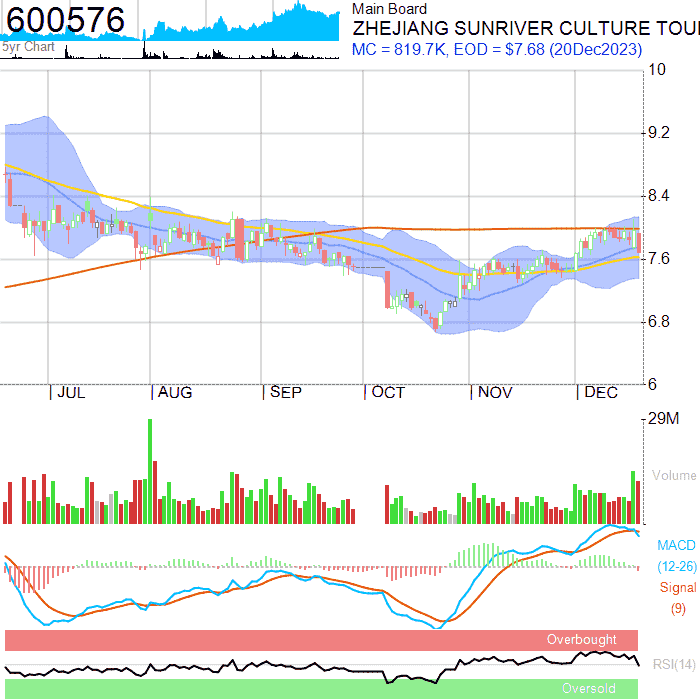 600576
5yr Chart
Main Board
ZHEJIANG SUNRIVER CULTURE TOU
MC = 819.7K, EOD = $7.68 (20Dec2023)
10
9.2
8.4
7.6
6.8
6
JUL AUG SEP OCT NOV DEC
29M
Volume
MACD
(12-26)
Signal
(9)
Overbought
RSI(14)
Oversold